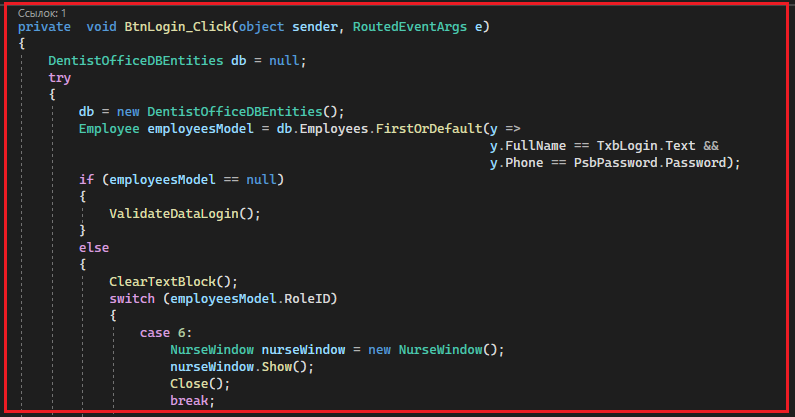 Ссылок: 1
private  void BtnLogin_Click(object sender, RoutedEventArgs e)
{
DentistOfficeDBEntities db = null;
try
{
db = new DentistOfficeDBEntities();
Employee employeesModel = db.Employees.FirstOrDefault(y =>
y.FullName == TxbLogin.Text &&
y.Phone == PsbPassword.Password);
if (employeesModel == null)
{
ValidateDataLogin();
}
else
{
ClearTextBlock();
switch (employeesModel.RoleID)
{
case 6:
NurseWindow nurseWindow = new NurseWindow();
nurseWindow.Show();
Close();
break;